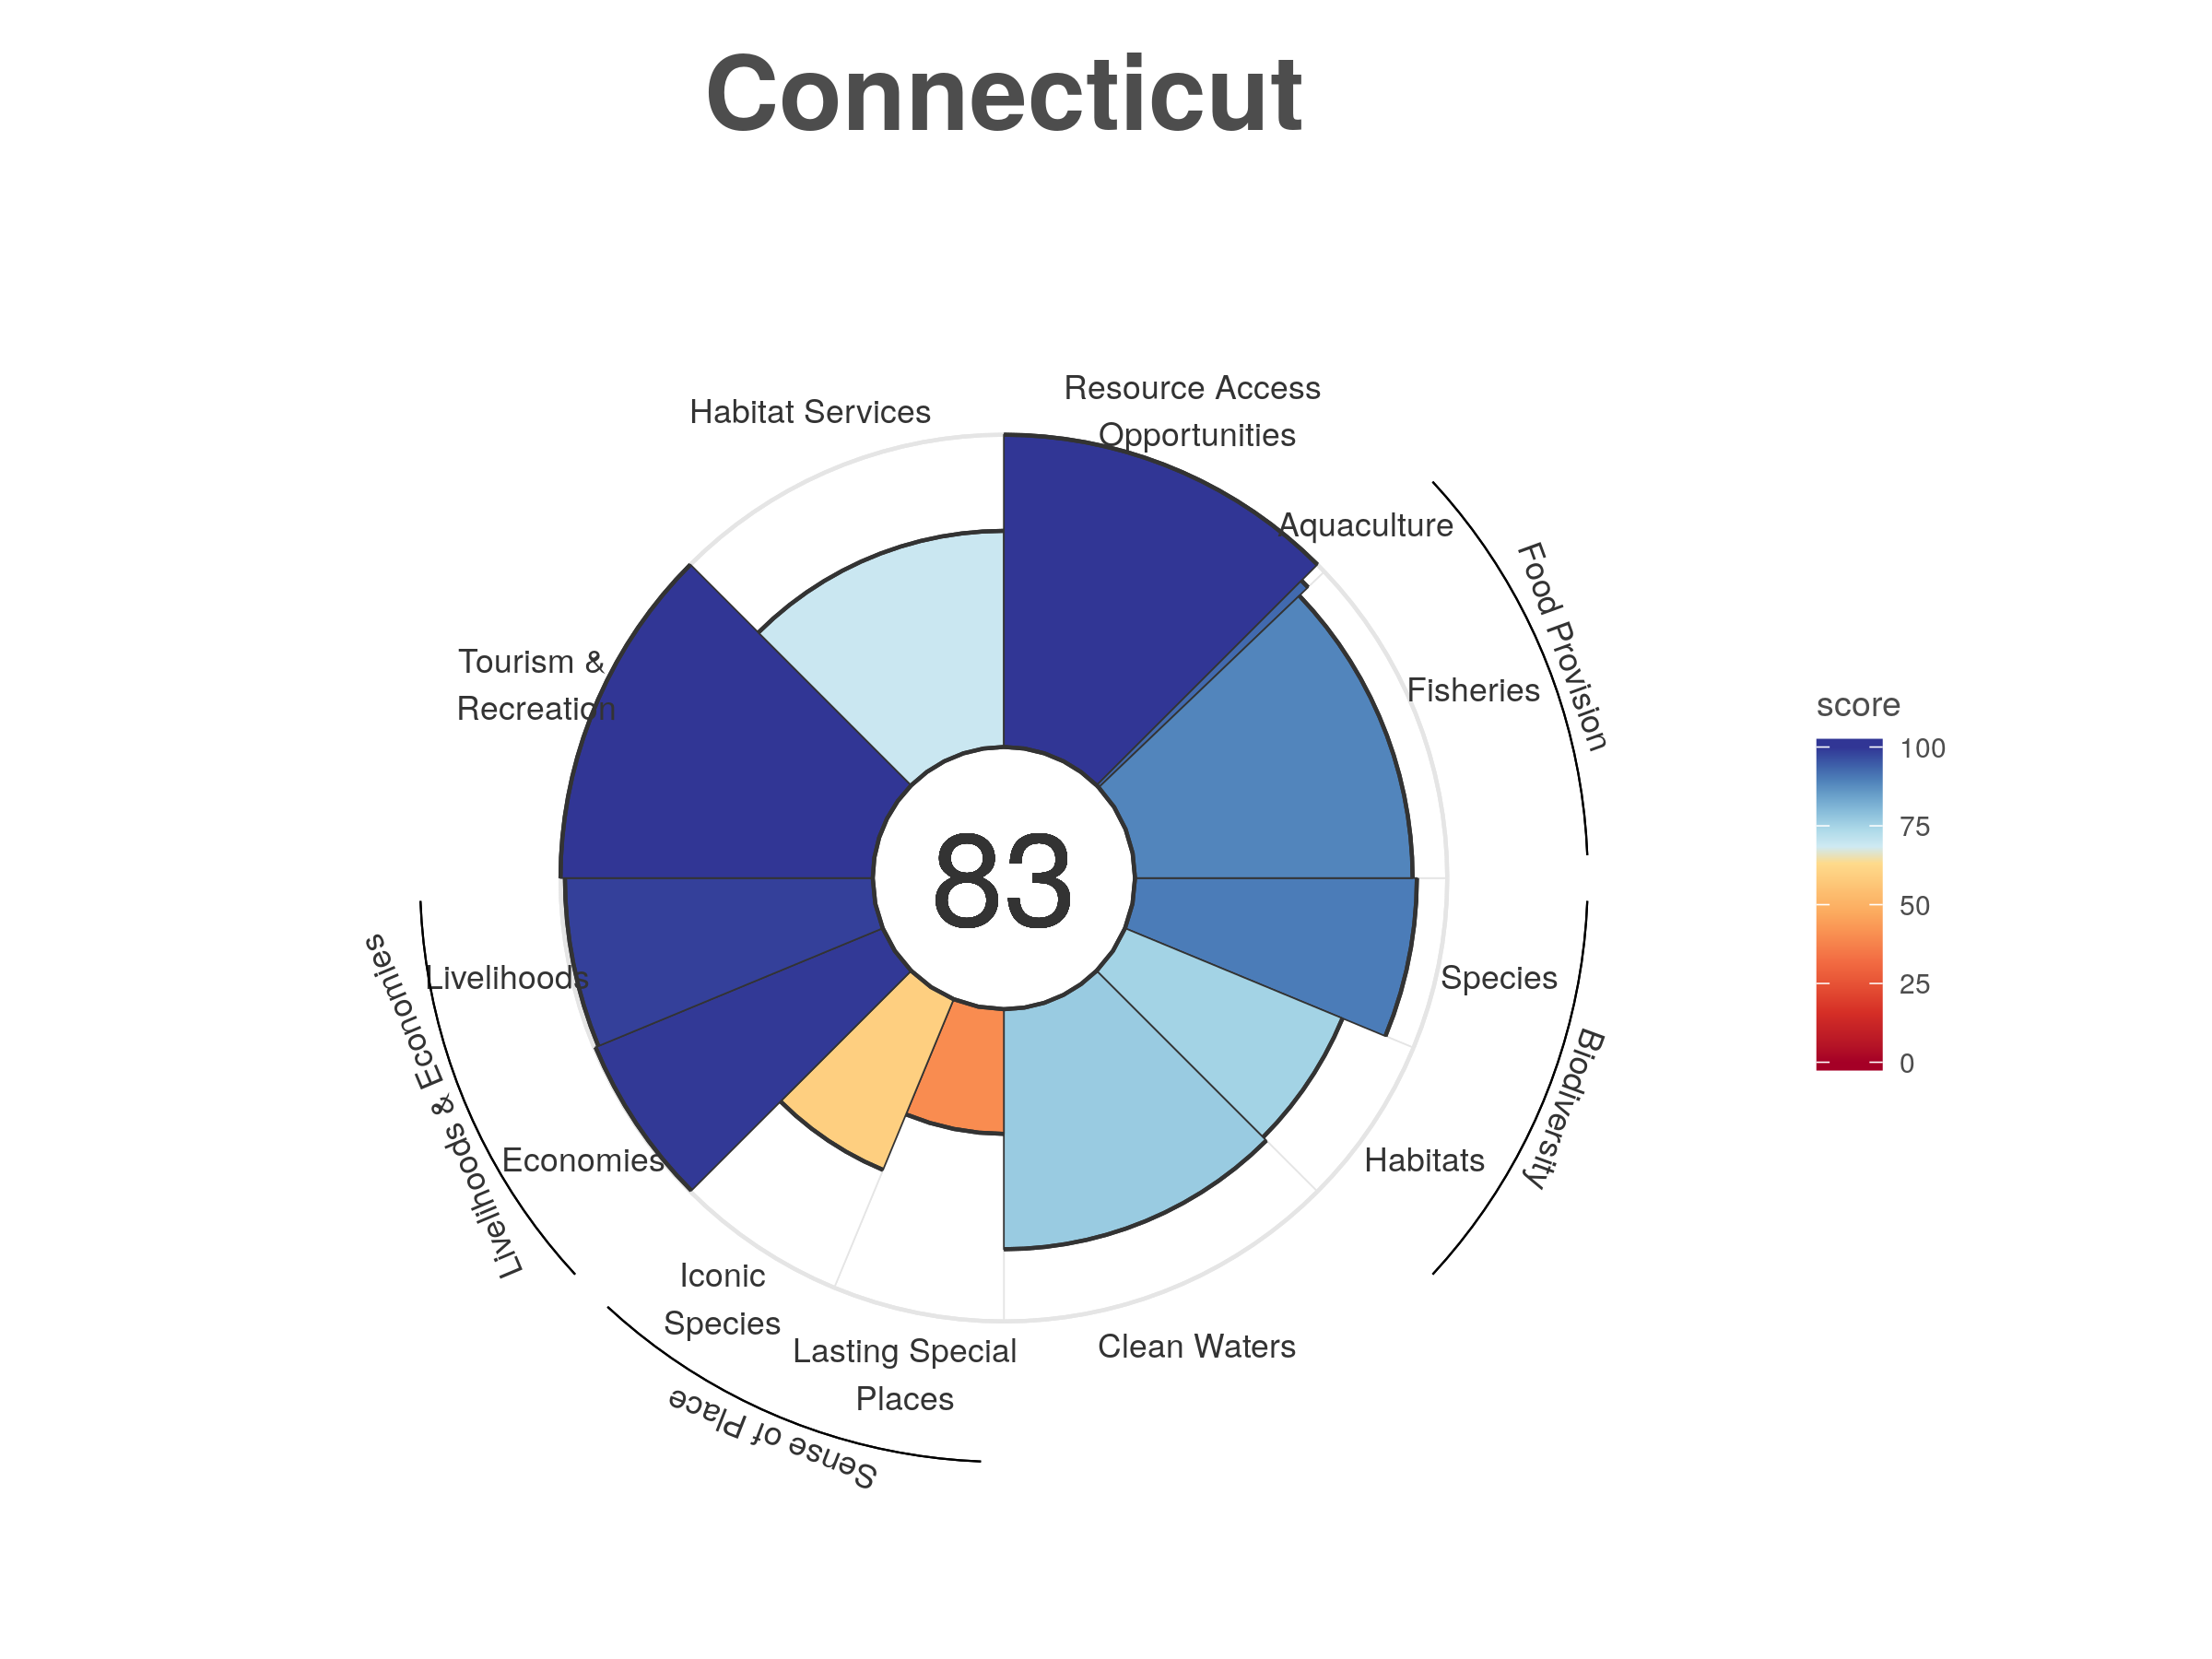 Connecticut
Resource Access
Opportunities
Habitat Services
Aquaculture
Food Provision
Fisheries
Tourism &
Recreation
83
score
100
75
50
25
0
Species
Livelihoods
Biodiversity
Livelihoods & Economies
Habitats
Economies
Iconic
Species
Lasting Special
Places
Clean Waters
Sense of Place